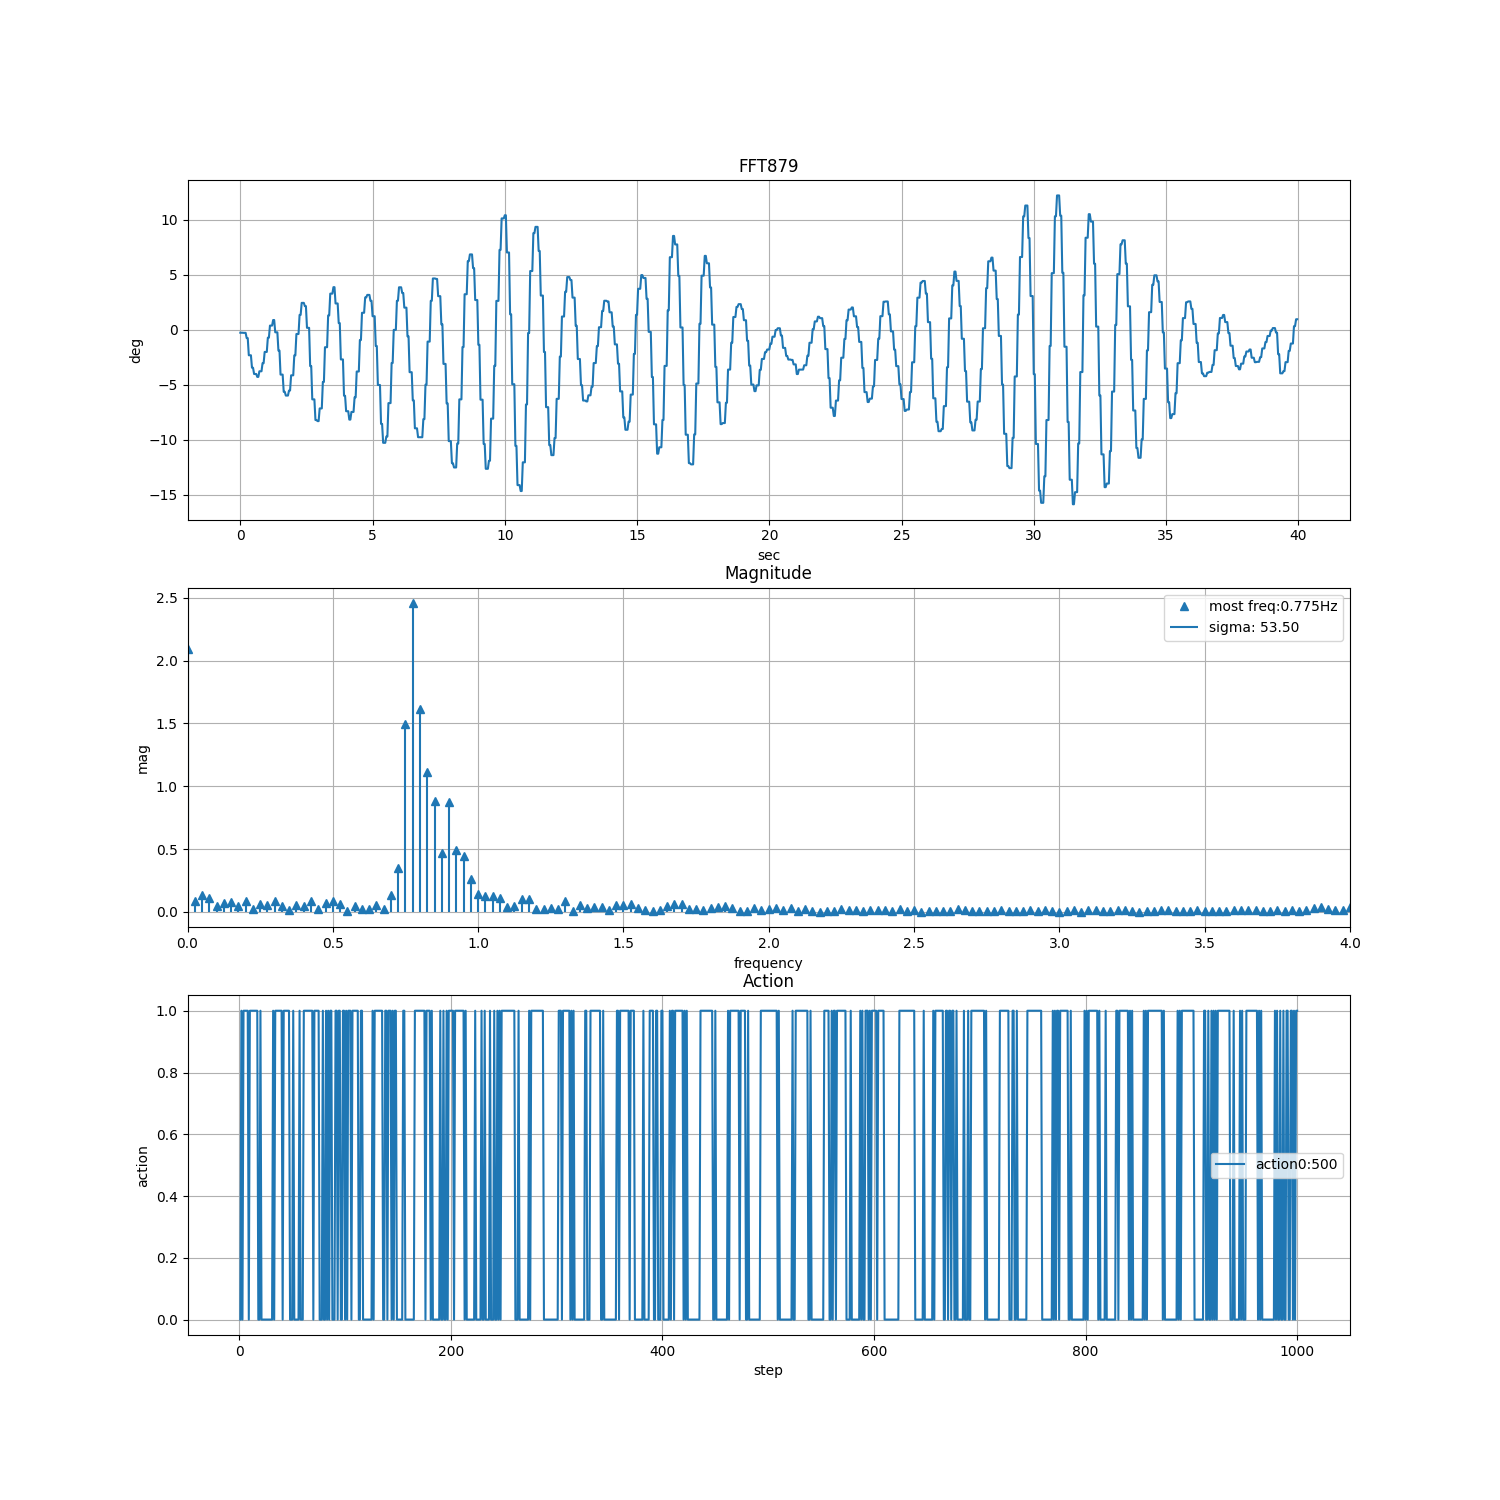 FFT879
10
5
0
−5
−10
−15
deg
0 5 10 15 20 25 30 35 40
sec
Magnitude
2.5
2.0
1.5
1.0
0.5
0.0
mag
most freq:0.775Hz
sigma: 53.50
0.0 0.5 1.0 1.5 2.0 2.5 3.0 3.5 4.0
frequency
Action
1.0
0.8
0.6
0.4
0.2
0.0
action
action0:500
0 200 400 600 800 1000
step